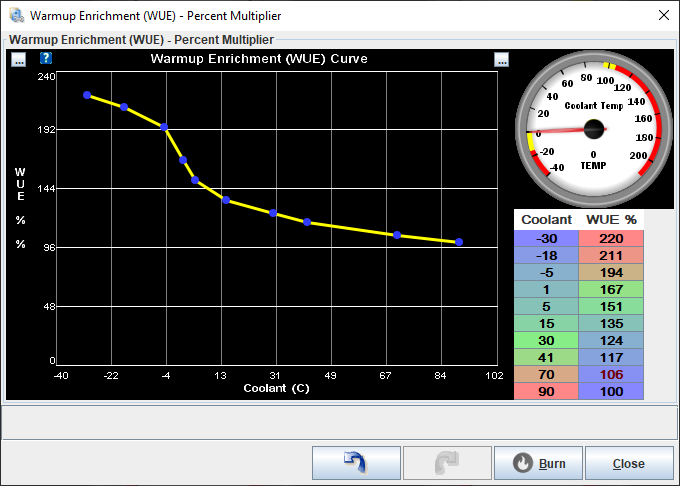 Warmup Enrichment (WUE) - Percent Multiplier
Warmup Enrichment (WUE) - Percent Multiplier
... ? Warmup Enrichment (WUE) Curve ...
240
192
144
96
48
0
WUE % %
-40 -22 -4 13 31 49 67 84 102
Coolant (C)
-40 -20 0 20 40 60 80 100 120 140 160 180 200
Coolant Temp
0
TEMP
Coolant WUE %
-30 220
-18 211
-5 194
1 167
5 151
15 135
30 124
41 117
70 106
90 100
Burn Close